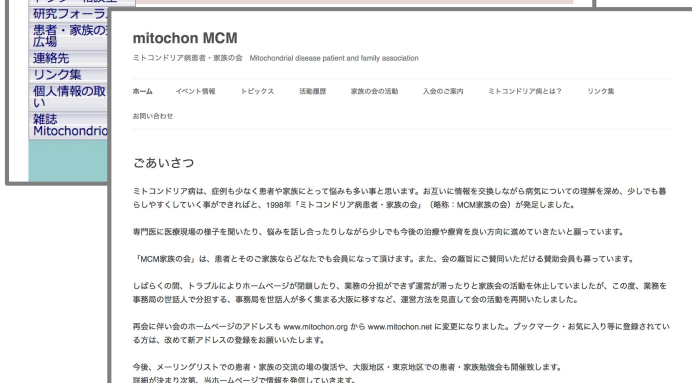 研究フォーラ
患者・家族の
広場
連絡先
リンク集
個人情報の取
い
雑誌
Mitochondrio
mitochon MCM
ミトコンドリア病患者・家族の会 Mitochondrial disease patient and family association
ホーム イベント情報 トピックス 活動履歴 家族の会の活動 入会のご案内 ミトコンドリア病とは？ リンク集
お問い合わせ
ごあいさつ
ミトコンドリア病は、症例も少なく患者や家族にとって悩みも多い事と思います。お互いに情報を交換しながら病気についての理解を深め、少しでも暮
らしやすくしていく事ができればと、1998年「ミトコンドリア病患者・家族の会」（略称：MCM家族の会）が発足しました。
専門医に医療現場の様子を聞いたり、悩みを話し合ったりしながら少しでも今後の治療や療育を良い方向に進めていきたいと願っています。
「MCM家族の会」は、患者とそのご家族ならどなたでも会員になって頂けます。また、会の趣旨にご賛同いただける賛助会員も募っています。
しばらくの間、トラブルによりホームページが閉鎖したり、業務の分担ができず運営が滞ったりと家族会の活動を休止していましたが、この度、業務を
事務局の世話人で分担する、事務局を世話人が多く集まる大阪に移すなど、運営方法を見直して会の活動を再開いたしました。
再会に伴い会のホームページのアドレスも www.mitochon.org から www.mitochon.net に変更になりました。ブックマーク・お気に入り等に登録されてい
る方は、改めて新アドレスの登録をお願いいたします。
今後、メーリングリストでの患者・家族の交流の場の復活や、大阪地区・東京地区での患者・家族勉強会も開催致します。
詳細が決まり次第、当ホームページで情報を発信していきます。